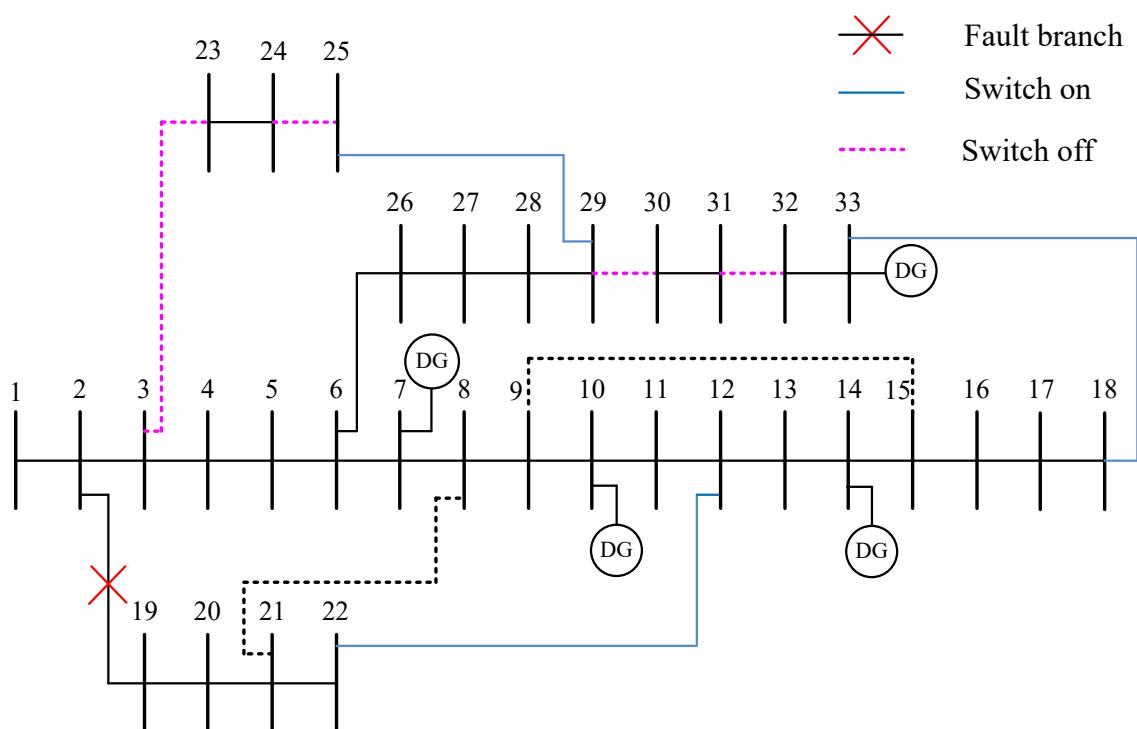 Fault branch
23 24 25
Switch on
Switch off
26 27 28 29 30 31 32 33
DG
DG
1 2 3 4 5 6 7 8 9 10 11 12 13 14 15 16 17 18
DG
DG
19 20 21 22